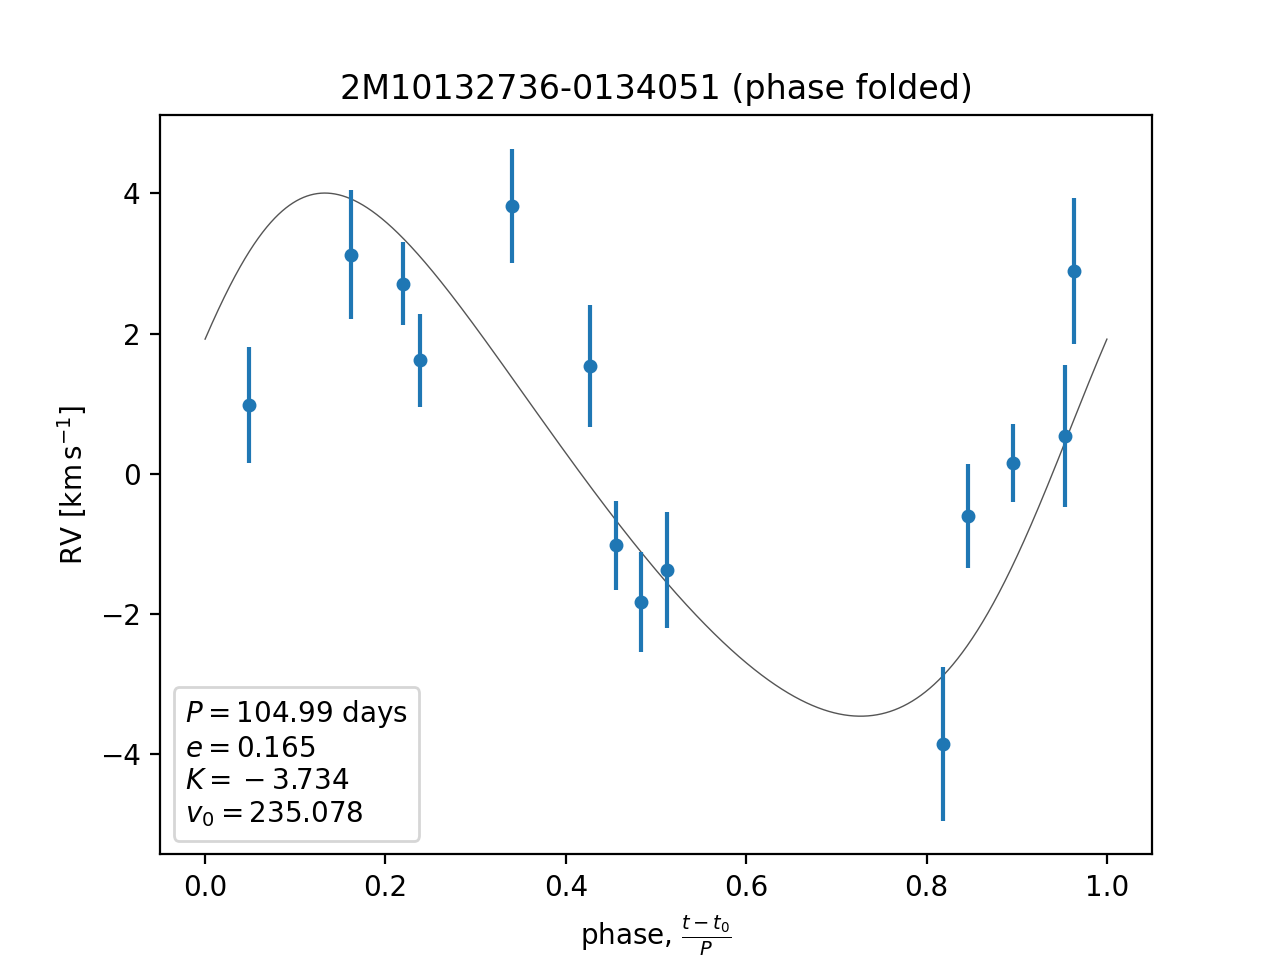 2M10132736-0134051 (phase folded)
RV [km s⁻¹]
4
2
0
−2
−4
P = 104.99 days
e = 0.165
K = − 3.734
v₀ = 235.078
0.0 0.2 0.4 0.6 0.8 1.0
phase, (t − t₀)/P